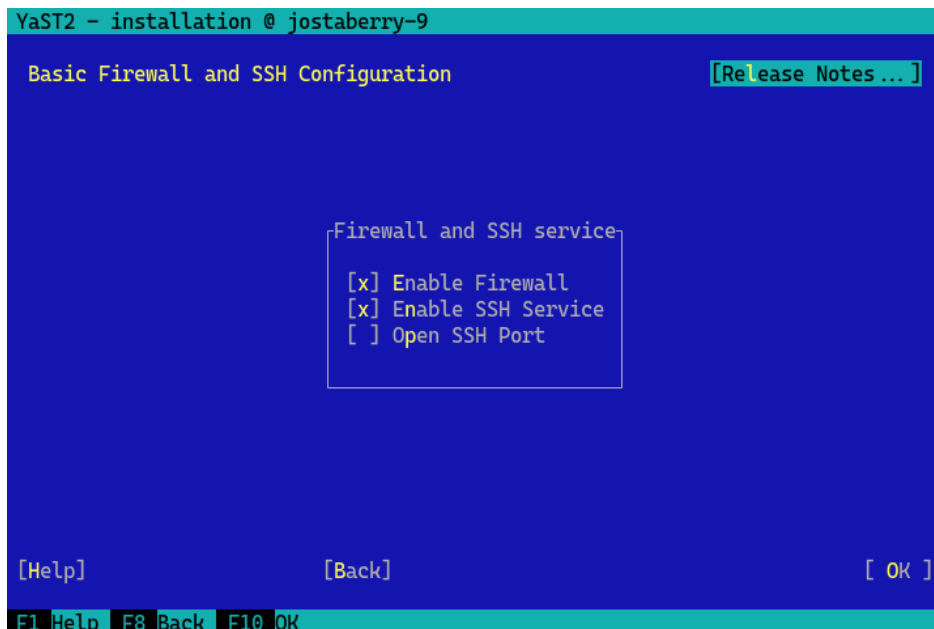 YaST2 - installation @ jostaberry-9
Basic Firewall and SSH Configuration [Release Notes...]
Firewall and SSH service
[x] Enable Firewall
[x] Enable SSH Service
[ ] Open SSH Port
[Help] [Back] [ OK ]
F1 Help F8 Back F10 OK